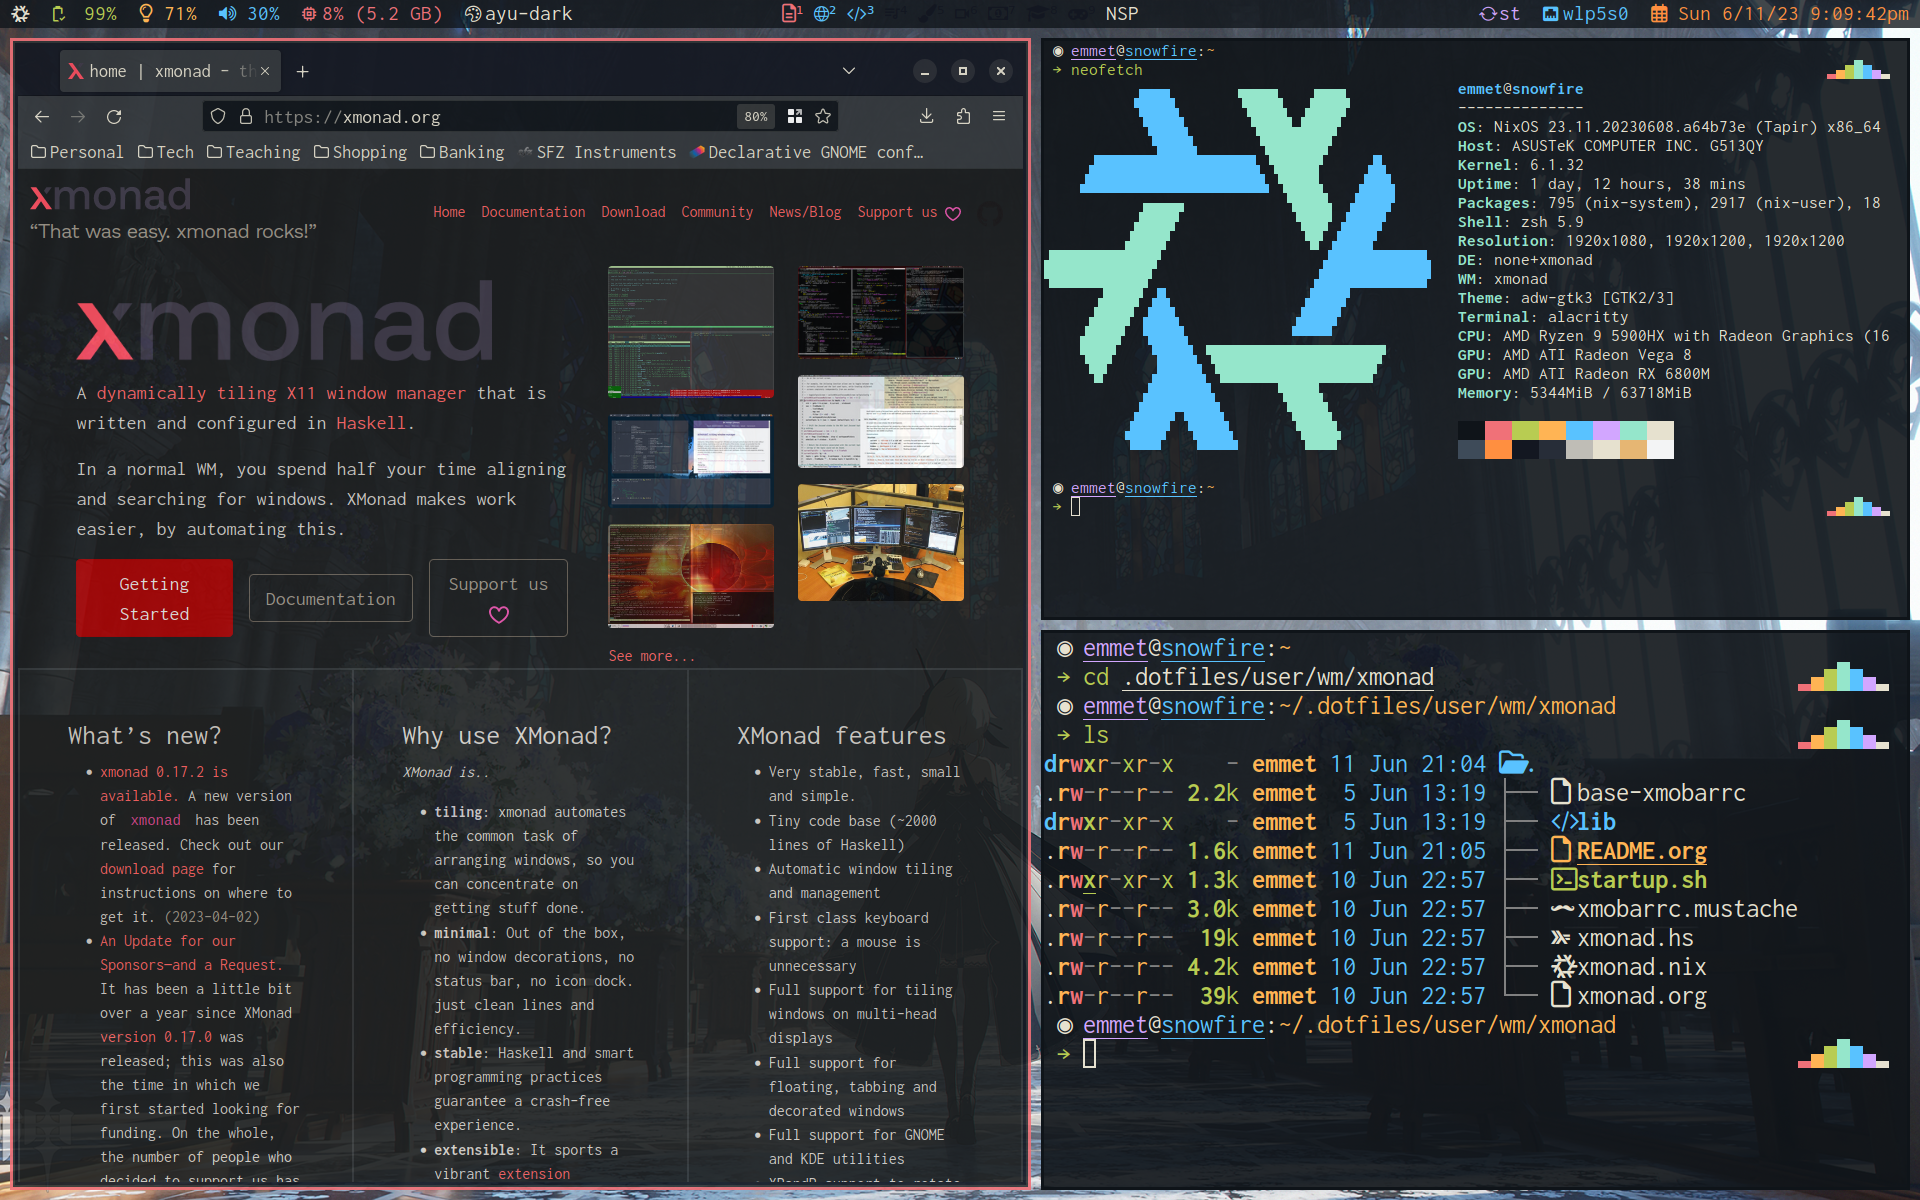 99% 71% 30% 8% (5.2 GB) ayu-dark
1 2 </>3 NSP
st wlp5s0 Sun 6/11/23 9:09:42pm
home | xmonad - th
https://xmonad.org 80%
Personal Tech Teaching Shopping Banking SFZ Instruments Declarative GNOME conf…
xmonad
“That was easy. xmonad rocks!”
Home Documentation Download Community News/Blog Support us
xmonad
A dynamically tiling X11 window manager that is
written and configured in Haskell.
In a normal WM, you spend half your time aligning
and searching for windows. XMonad makes work
easier, by automating this.
Getting
Started
Documentation
Support us
See more...
What’s new?
• xmonad 0.17.2 is
available. A new version
of xmonad has been
released. Check out our
download page for
instructions on where to
get it. (2023-04-02)
• An Update for our
Sponsors—and a Request.
It has been a little bit
over a year since XMonad
version 0.17.0 was
released; this was also
the time in which we
first started looking for
funding. On the whole,
the number of people who
decided to support us has
Why use XMonad?
XMonad is..
• tiling: xmonad automates
the common task of
arranging windows, so you
can concentrate on
getting stuff done.
• minimal: Out of the box,
no window decorations, no
status bar, no icon dock.
just clean lines and
efficiency.
• stable: Haskell and smart
programming practices
guarantee a crash-free
experience.
• extensible: It sports a
vibrant extension
XMonad features
• Very stable, fast, small
and simple.
• Tiny code base (~2000
lines of Haskell)
• Automatic window tiling
and management
• First class keyboard
support: a mouse is
unnecessary
• Full support for tiling
windows on multi-head
displays
• Full support for
floating, tabbing and
decorated windows
• Full support for GNOME
and KDE utilities
• XRandR support to rotate
◉ emmet@snowfire:~
→ neofetch
emmet@snowfire
--------------
OS: NixOS 23.11.20230608.a64b73e (Tapir) x86_64
Host: ASUSTeK COMPUTER INC. G513QY
Kernel: 6.1.32
Uptime: 1 day, 12 hours, 38 mins
Packages: 795 (nix-system), 2917 (nix-user), 18
Shell: zsh 5.9
Resolution: 1920x1080, 1920x1200, 1920x1200
DE: none+xmonad
WM: xmonad
Theme: adw-gtk3 [GTK2/3]
Terminal: alacritty
CPU: AMD Ryzen 9 5900HX with Radeon Graphics (16
GPU: AMD ATI Radeon Vega 8
GPU: AMD ATI Radeon RX 6800M
Memory: 5344MiB / 63718MiB
◉ emmet@snowfire:~
→
◉ emmet@snowfire:~
→ cd .dotfiles/user/wm/xmonad
◉ emmet@snowfire:~/.dotfiles/user/wm/xmonad
→ ls
drwxr-xr-x - emmet 11 Jun 21:04 .
.rw-r--r-- 2.2k emmet 5 Jun 13:19 base-xmobarrc
drwxr-xr-x - emmet 5 Jun 13:19 </>lib
.rw-r--r-- 1.6k emmet 11 Jun 21:05 README.org
.rwxr-xr-x 1.3k emmet 10 Jun 22:57 startup.sh
.rw-r--r-- 3.0k emmet 10 Jun 22:57 xmobarrc.mustache
.rw-r--r-- 19k emmet 10 Jun 22:57 xmonad.hs
.rw-r--r-- 4.2k emmet 10 Jun 22:57 xmonad.nix
.rw-r--r-- 39k emmet 10 Jun 22:57 xmonad.org
◉ emmet@snowfire:~/.dotfiles/user/wm/xmonad
→